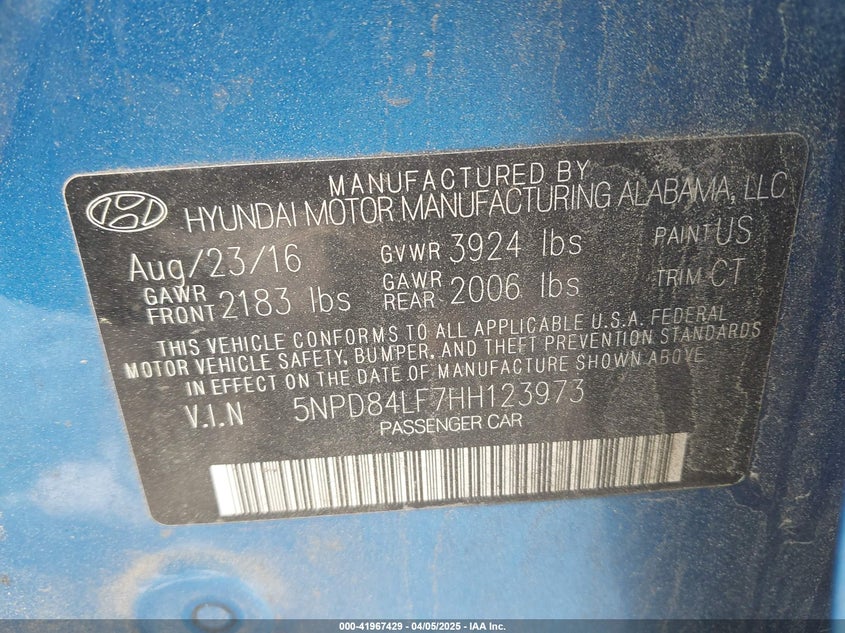 MANUFACTURED BY
HYUNDAI MOTOR MANUFACTURING ALABAMA, LLC
Aug/23/16 GVWR 3924 lbs PAINT US
GAWR FRONT 2183 lbs GAWR REAR 2006 lbs TRIM CT
THIS VEHICLE CONFORMS TO ALL APPLICABLE U.S.A. FEDERAL
MOTOR VEHICLE SAFETY, BUMPER, AND THEFT PREVENTION STANDARDS
IN EFFECT ON THE DATE OF MANUFACTURE SHOWN ABOVE
V.I.N 5NPD84LF7HH123973
PASSENGER CAR
000-41967429 - 04/05/2025 - IAA Inc.